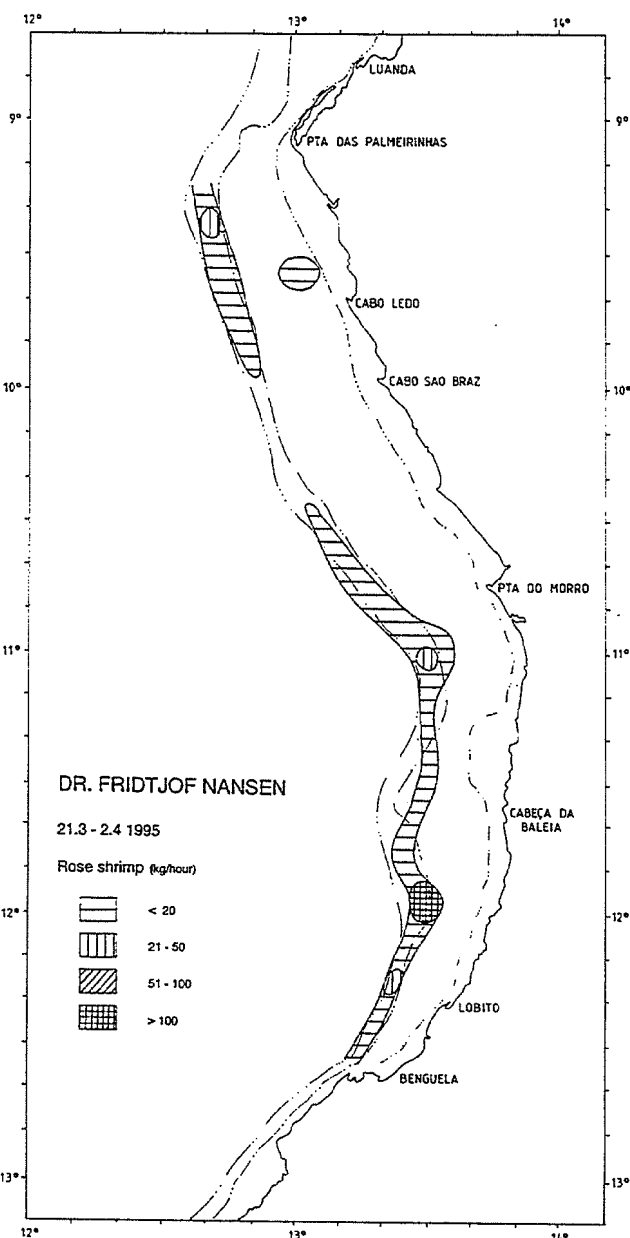 12°
13°
14°
LUANDA
9°
9°
PTA DAS PALMEIRINHAS
CABO LEDO
CABO SAO BRAZ
10°
10°
PTA DO MORRO
11°
11°
DR. FRIDTJOF NANSEN
21.3 - 2.4 1995
CABEÇA DA
BALEIA
Rose shrimp (kg/hour)
< 20
12°
12°
21 - 50
51 - 100
LOBITO
> 100
BENGUELA
13°
13°
12°
13°
14°